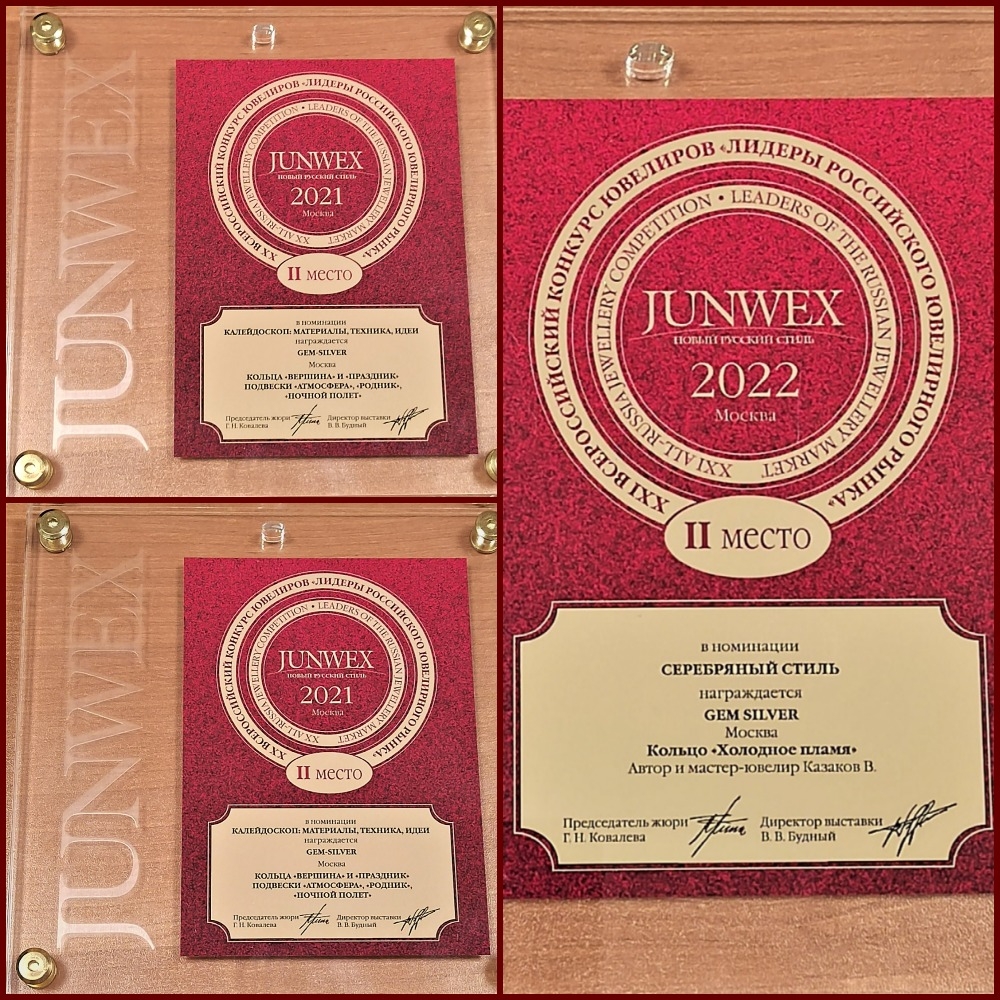 JUNWEX
XX ВСЕРОССИЙСКИЙ КОНКУРС ЮВЕЛИРОВ «ЛИДЕРЫ РОССИЙСКОГО ЮВЕЛИРНОГО РЫНКА»
XX ALL-RUSSIA JEWELLERY COMPETITION • LEADERS OF THE RUSSIAN JEWELLERY MARKET
JUNWEX
НОВЫЙ РУССКИЙ СТИЛЬ
2021
Москва
II место
в номинации
КАЛЕЙДОСКОП: МАТЕРИАЛЫ, ТЕХНИКА, ИДЕИ
награждается
GEM-SILVER
Москва
КОЛЬЦА «ВЕРШИНА» И «ПРАЗДНИК»
ПОДВЕСКИ «АТМОСФЕРА», «РОДНИК»,
«НОЧНОЙ ПОЛЕТ»
Председатель жюри Директор выставки
Г. Н. Ковалева В. В. Будный
JUNWEX
XX ВСЕРОССИЙСКИЙ КОНКУРС ЮВЕЛИРОВ «ЛИДЕРЫ РОССИЙСКОГО ЮВЕЛИРНОГО РЫНКА»
XX ALL-RUSSIA JEWELLERY COMPETITION • LEADERS OF THE RUSSIAN JEWELLERY MARKET
JUNWEX
НОВЫЙ РУССКИЙ СТИЛЬ
2021
Москва
II место
в номинации
КАЛЕЙДОСКОП: МАТЕРИАЛЫ, ТЕХНИКА, ИДЕИ
награждается
GEM-SILVER
Москва
КОЛЬЦА «ВЕРШИНА» И «ПРАЗДНИК»
ПОДВЕСКИ «АТМОСФЕРА», «РОДНИК»,
«НОЧНОЙ ПОЛЕТ»
Председатель жюри Директор выставки
Г. Н. Ковалева В. В. Будный
XXI ВСЕРОССИЙСКИЙ КОНКУРС ЮВЕЛИРОВ «ЛИДЕРЫ РОССИЙСКОГО ЮВЕЛИРНОГО РЫНКА»
XXI ALL-RUSSIA JEWELLERY COMPETITION • LEADERS OF THE RUSSIAN JEWELLERY MARKET
JUNWEX
НОВЫЙ РУССКИЙ СТИЛЬ
2022
Москва
II место
в номинации
СЕРЕБРЯНЫЙ СТИЛЬ
награждается
GEM SILVER
Москва
Кольцо «Холодное пламя»
Автор и мастер-ювелир Казаков В.
Председатель жюри Директор выставки
Г. Н. Ковалева В. В. Будный